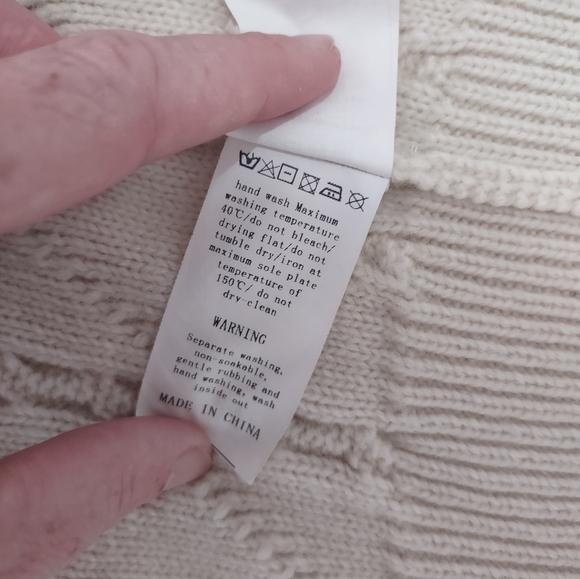 hand wash Maximum
washing temperature
40℃/do not bleach/
drying flat/do not
tumble dry/iron at
maximum sole plate
temperature of
150℃/ do not
dry-clean
WARNING
Separate washing,
non-soakable,
gentle rubbing and
hand washing, wash
inside out
MADE IN CHINA